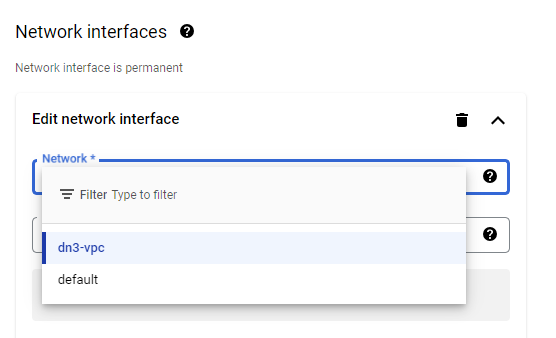 Network interfaces
Network interface is permanent
Edit network interface
Network *
Filter Type to filter
dn3-vpc
default